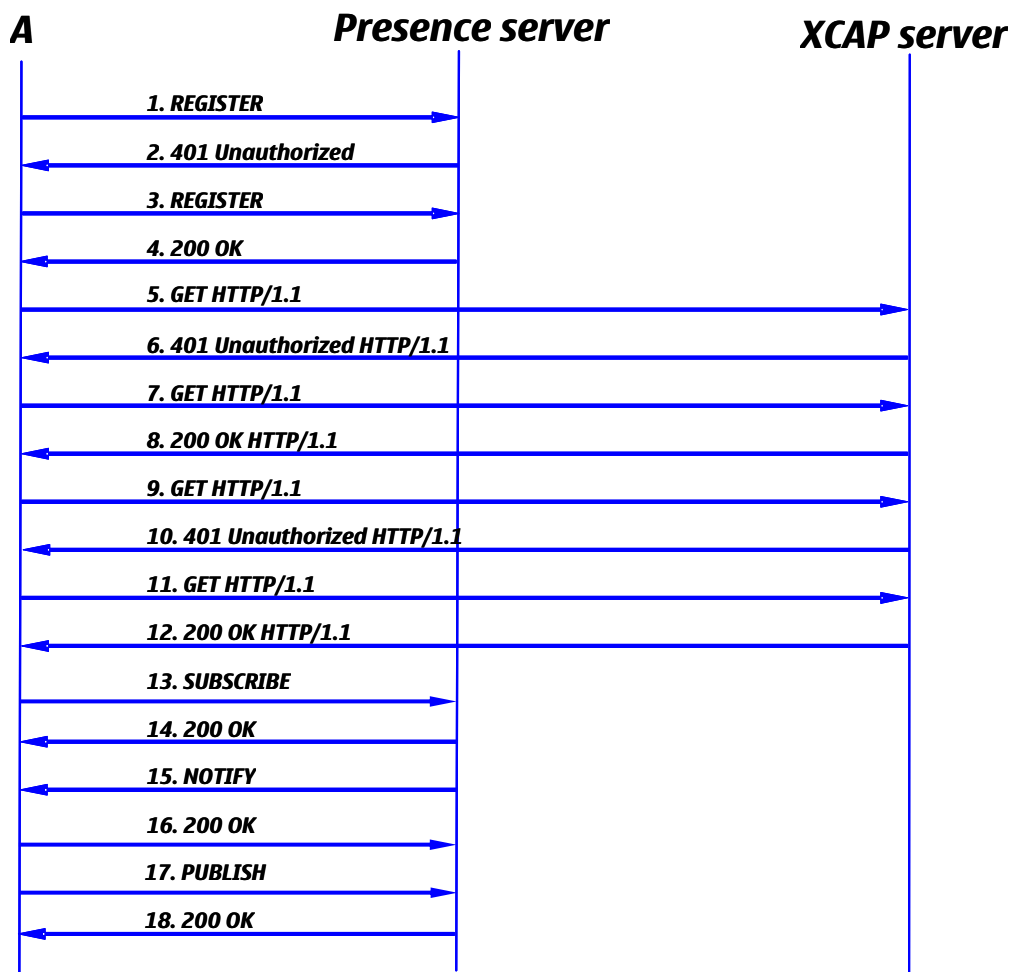 A
Presence server
XCAP server
1. REGISTER
2. 401 Unauthorized
3. REGISTER
4. 200 OK
5. GET HTTP/1.1
6. 401 Unauthorized HTTP/1.1
7. GET HTTP/1.1
8. 200 OK HTTP/1.1
9. GET HTTP/1.1
10. 401 Unauthorized HTTP/1.1
11. GET HTTP/1.1
12. 200 OK HTTP/1.1
13. SUBSCRIBE
14. 200 OK
15. NOTIFY
16. 200 OK
17. PUBLISH
18. 200 OK